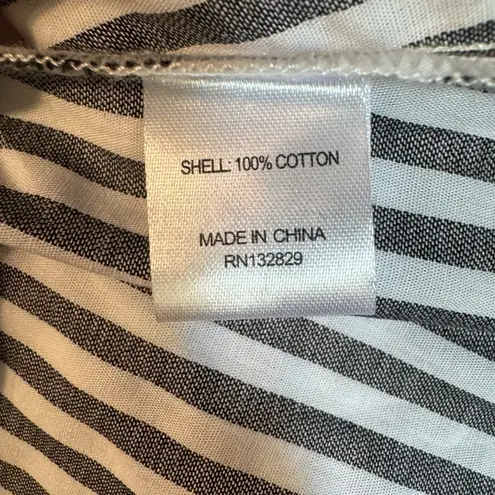 SHELL: 100% COTTON
MADE IN CHINA
RN132829